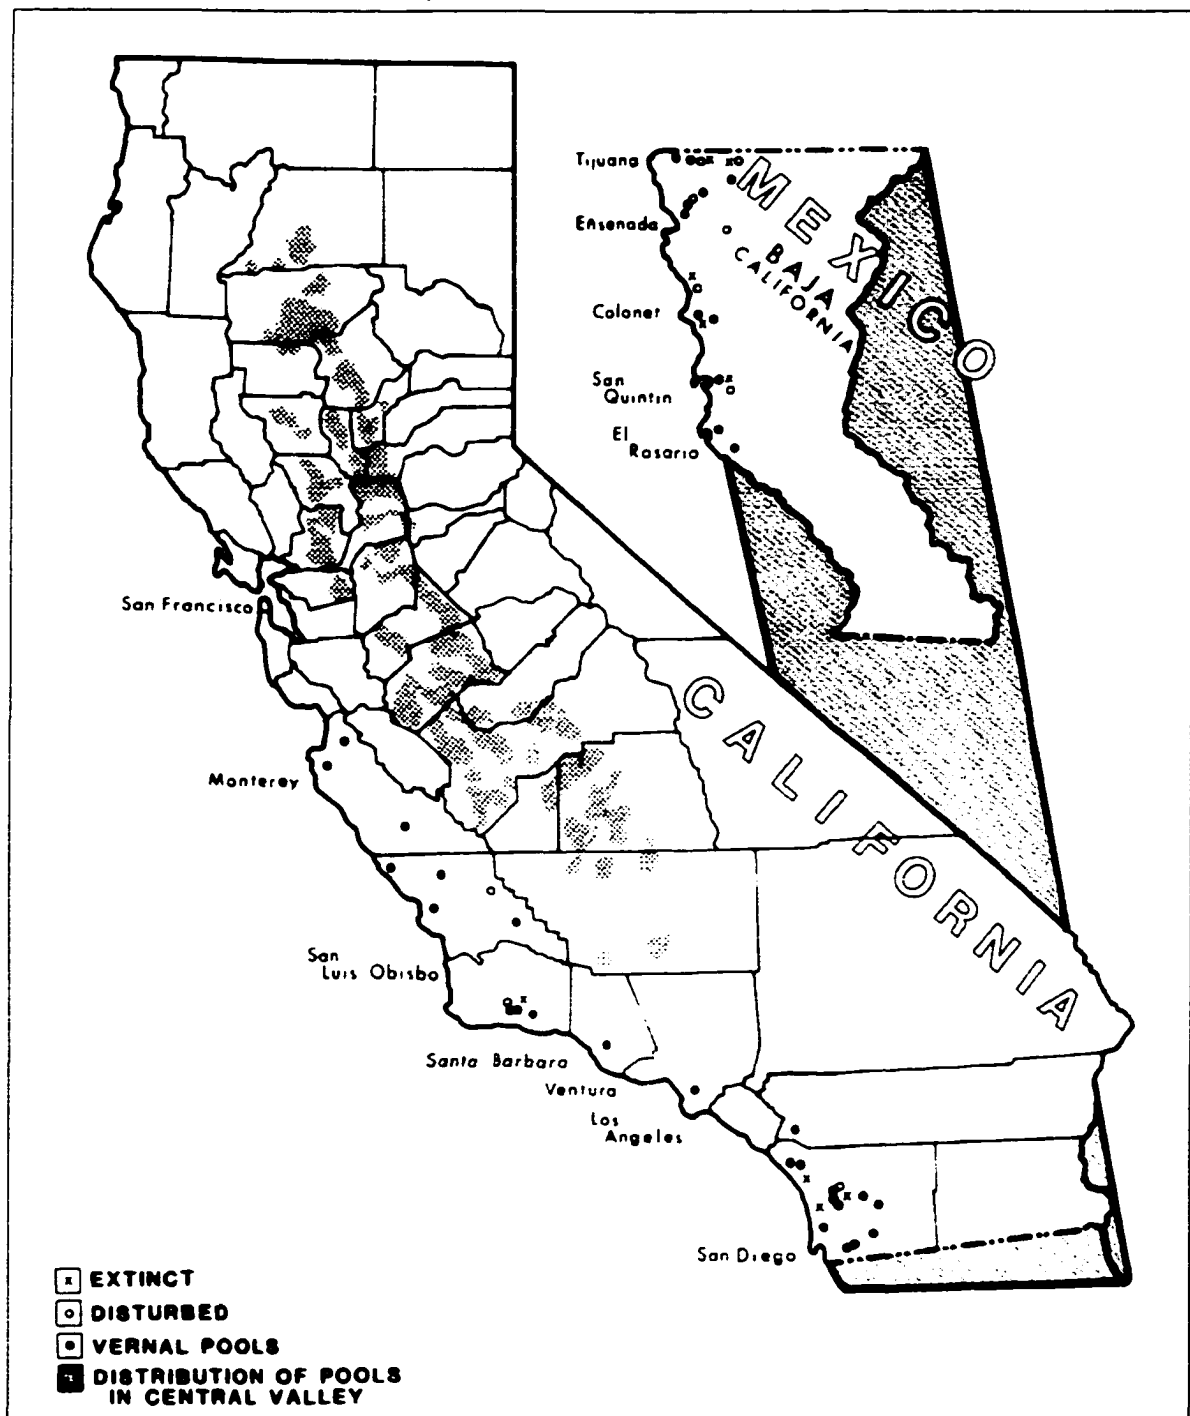 Tijuana
Ensenada
Colonet
San
Quintin
El
Rosario
MEXICO
BAJA
CALIFORNIA
San Francisco
Monterey
San
Luis Obisbo
Santa Barbara
Ventura
Los
Angeles
San Diego
CALIFORNIA
x EXTINCT
DISTURBED
VERNAL POOLS
DISTRIBUTION OF POOLS
IN CENTRAL VALLEY